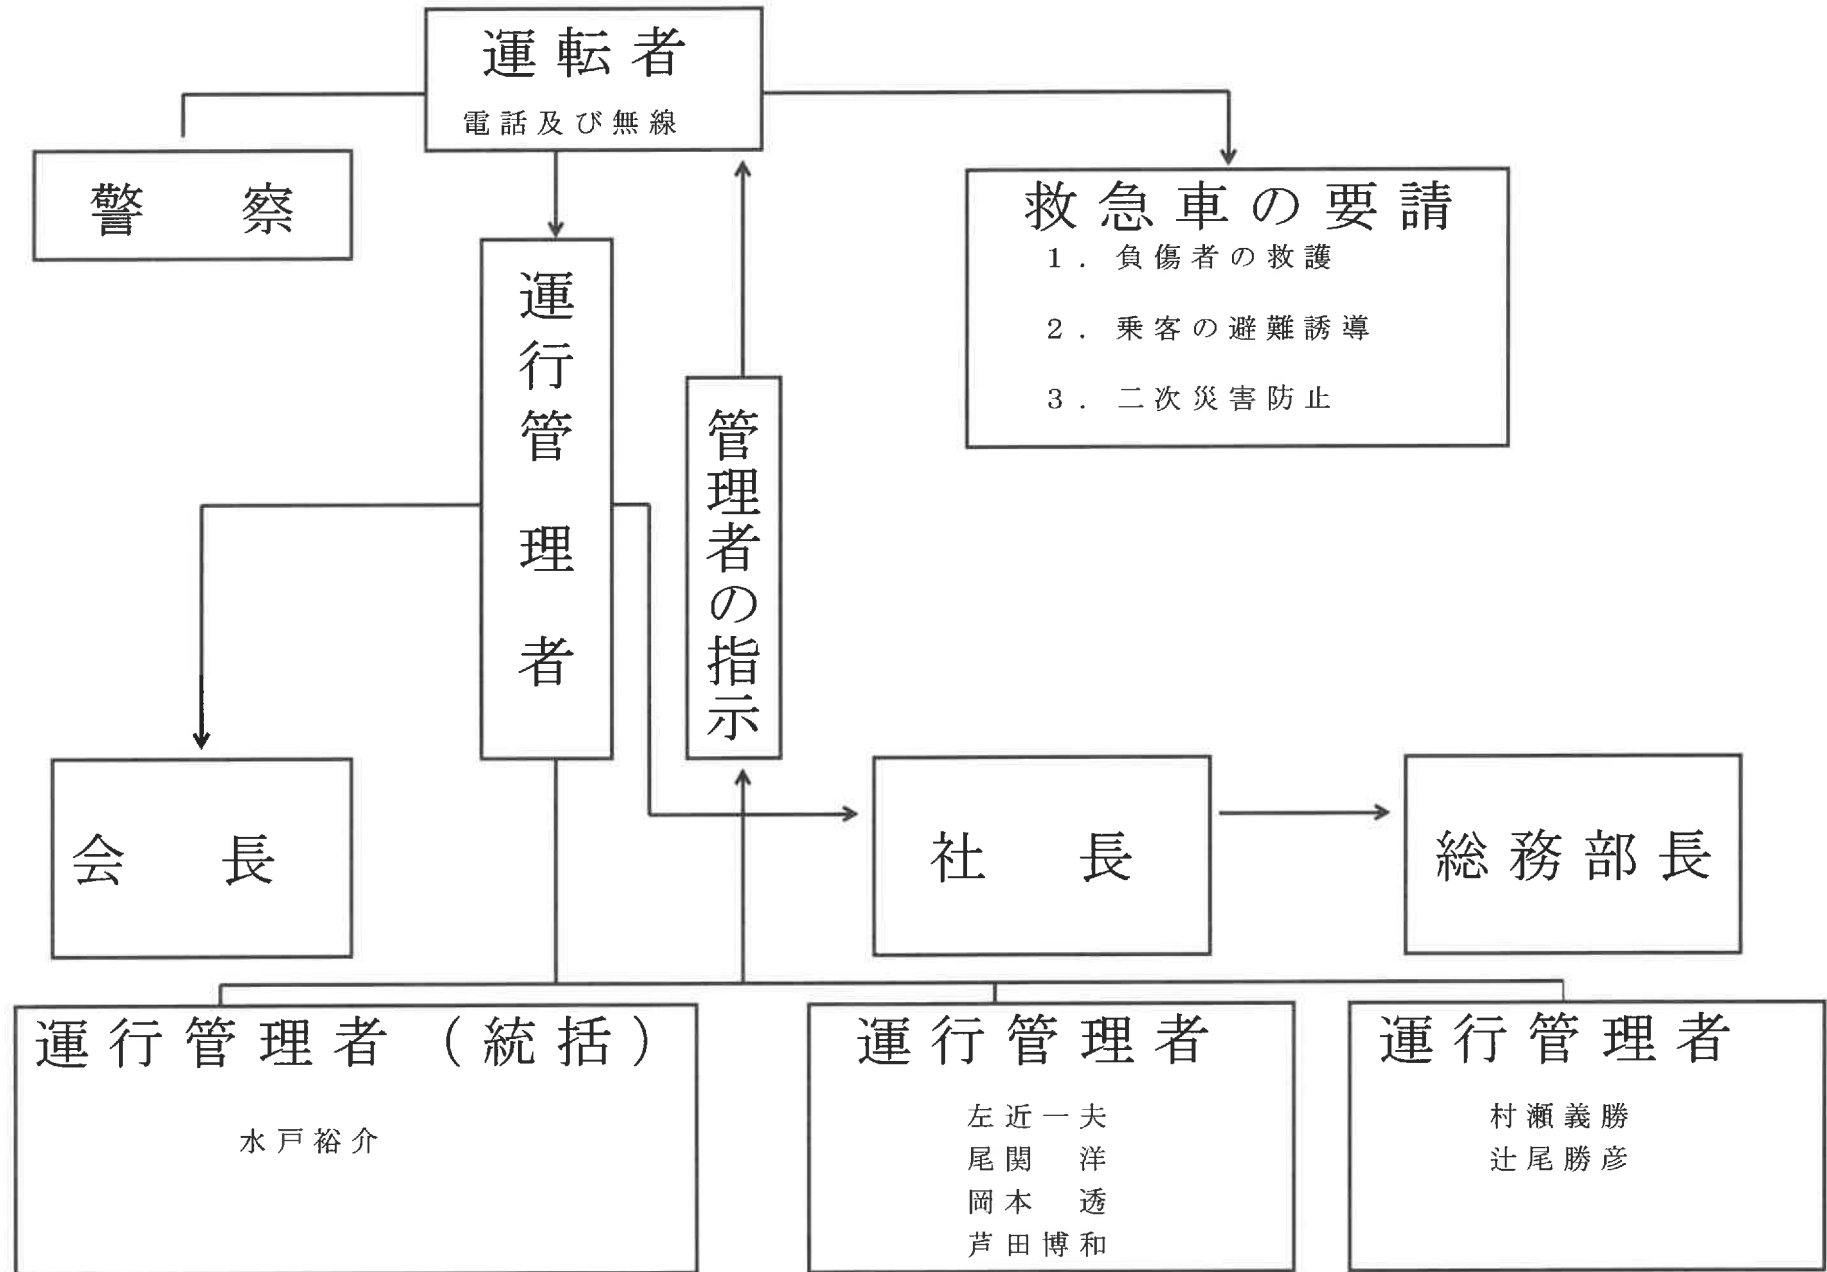 運転者
電話及び無線
警　察
救急車の要請
1．負傷者の救護
2．乗客の避難誘導
3．二次災害防止
運行管理者
管理者の指示
会　長
社　長
総務部長
運行管理者（統括）
水戸裕介
運行管理者
左近一夫
尾関　洋
岡本　透
芦田博和
運行管理者
村瀬義勝
辻尾勝彦